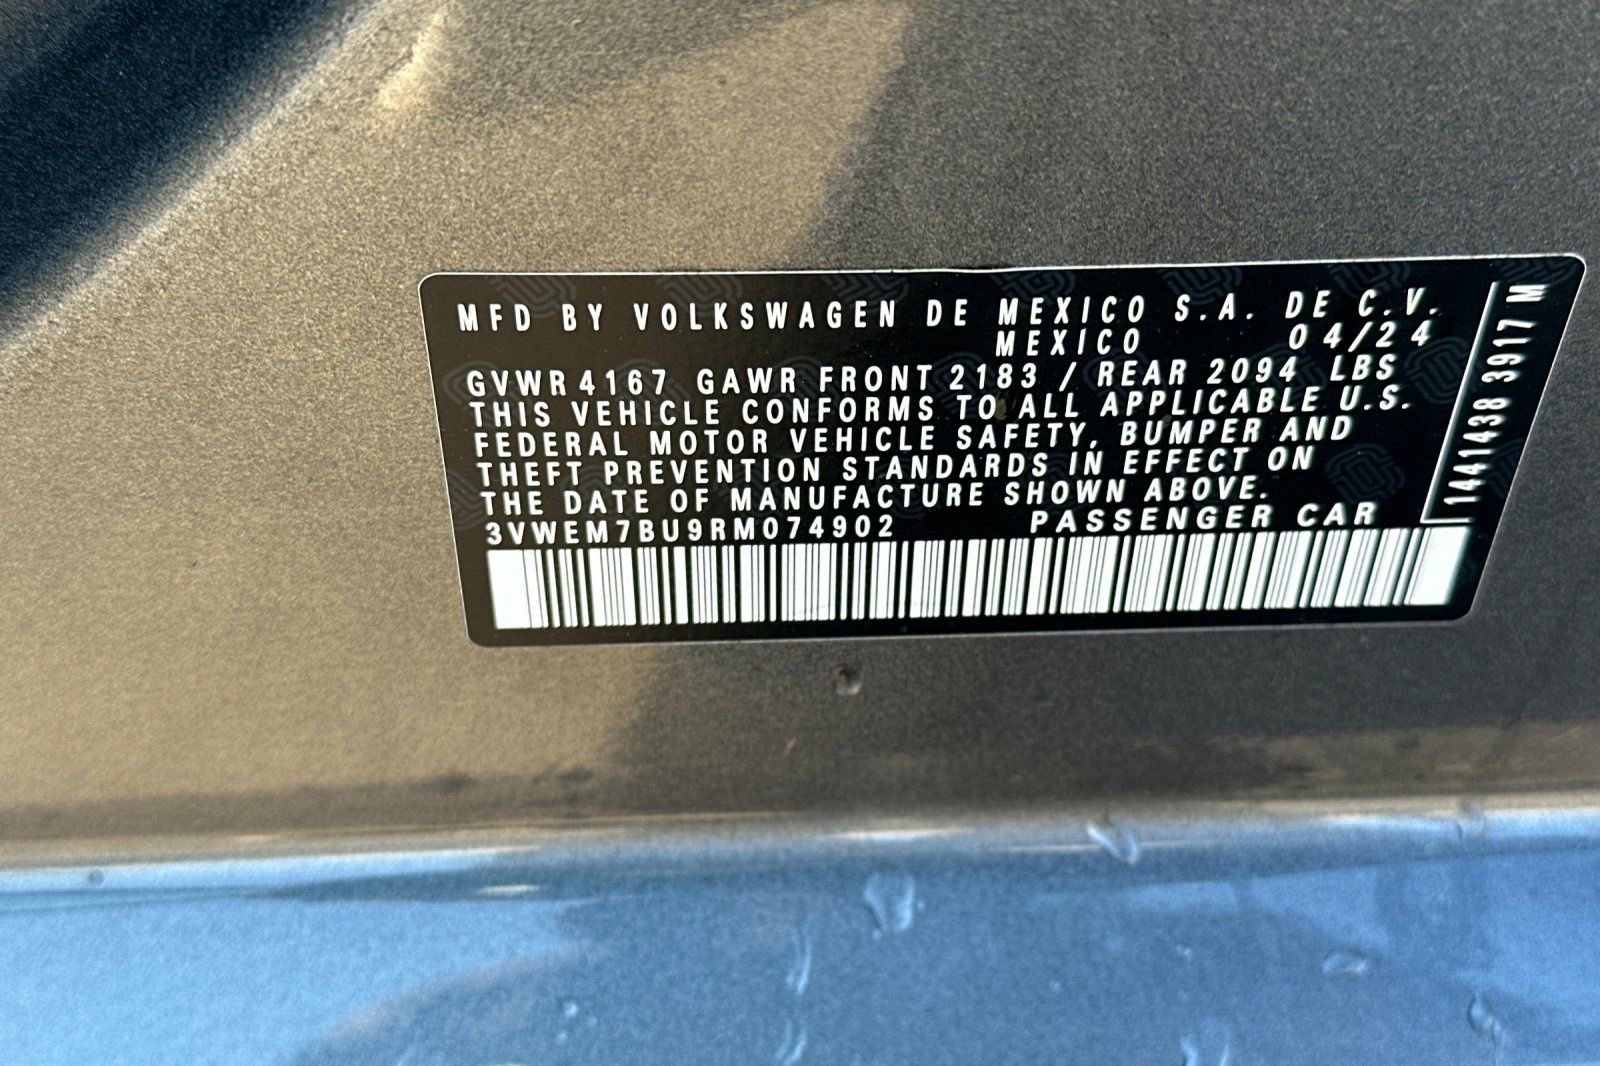 MFD BY VOLKSWAGEN DE MEXICO S.A. DE C.V.
MEXICO 04/24
GVWR 4167 GAWR FRONT 2183 / REAR 2094 LBS
THIS VEHICLE CONFORMS TO ALL APPLICABLE U.S.
FEDERAL MOTOR VEHICLE SAFETY, BUMPER AND
THEFT PREVENTION STANDARDS IN EFFECT ON
THE DATE OF MANUFACTURE SHOWN ABOVE.
3VWEM7BU9RM074902 PASSENGER CAR
1441438 3917 M